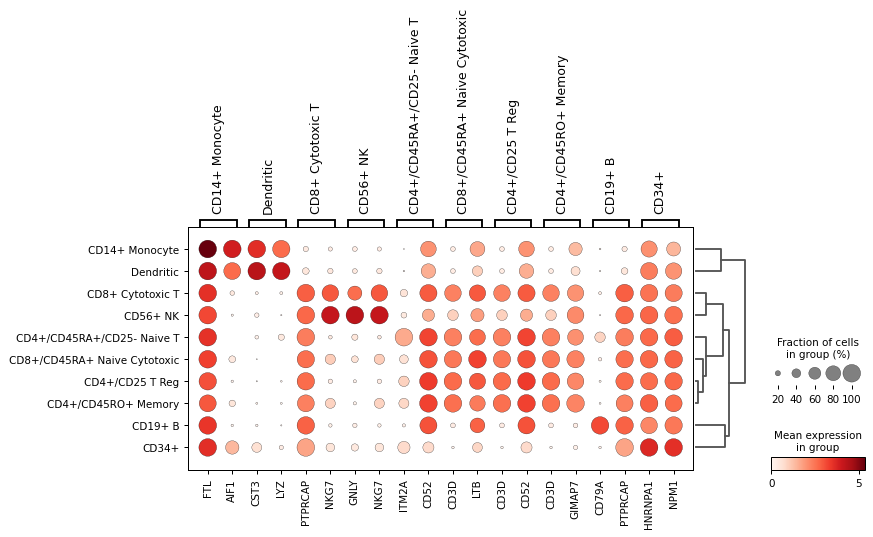 CD14+ Monocyte
Dendritic
CD8+ Cytotoxic T
CD56+ NK
CD4+/CD45RA+/CD25- Naive T
CD8+/CD45RA+ Naive Cytotoxic
CD4+/CD25 T Reg
CD4+/CD45RO+ Memory
CD19+ B
CD34+
CD14+ Monocyte
Dendritic
CD8+ Cytotoxic T
CD56+ NK
CD4+/CD45RA+/CD25- Naive T
CD8+/CD45RA+ Naive Cytotoxic
CD4+/CD25 T Reg
CD4+/CD45RO+ Memory
CD19+ B
CD34+
FTL
AIF1
CST3
LYZ
PTPRCAP
NKG7
GNLY
NKG7
ITM2A
CD52
CD3D
LTB
CD3D
CD52
CD3D
GIMAP7
CD79A
PTPRCAP
HNRNPA1
NPM1
Fraction of cells
in group (%)
20 40 60 80 100
Mean expression
in group
0 5